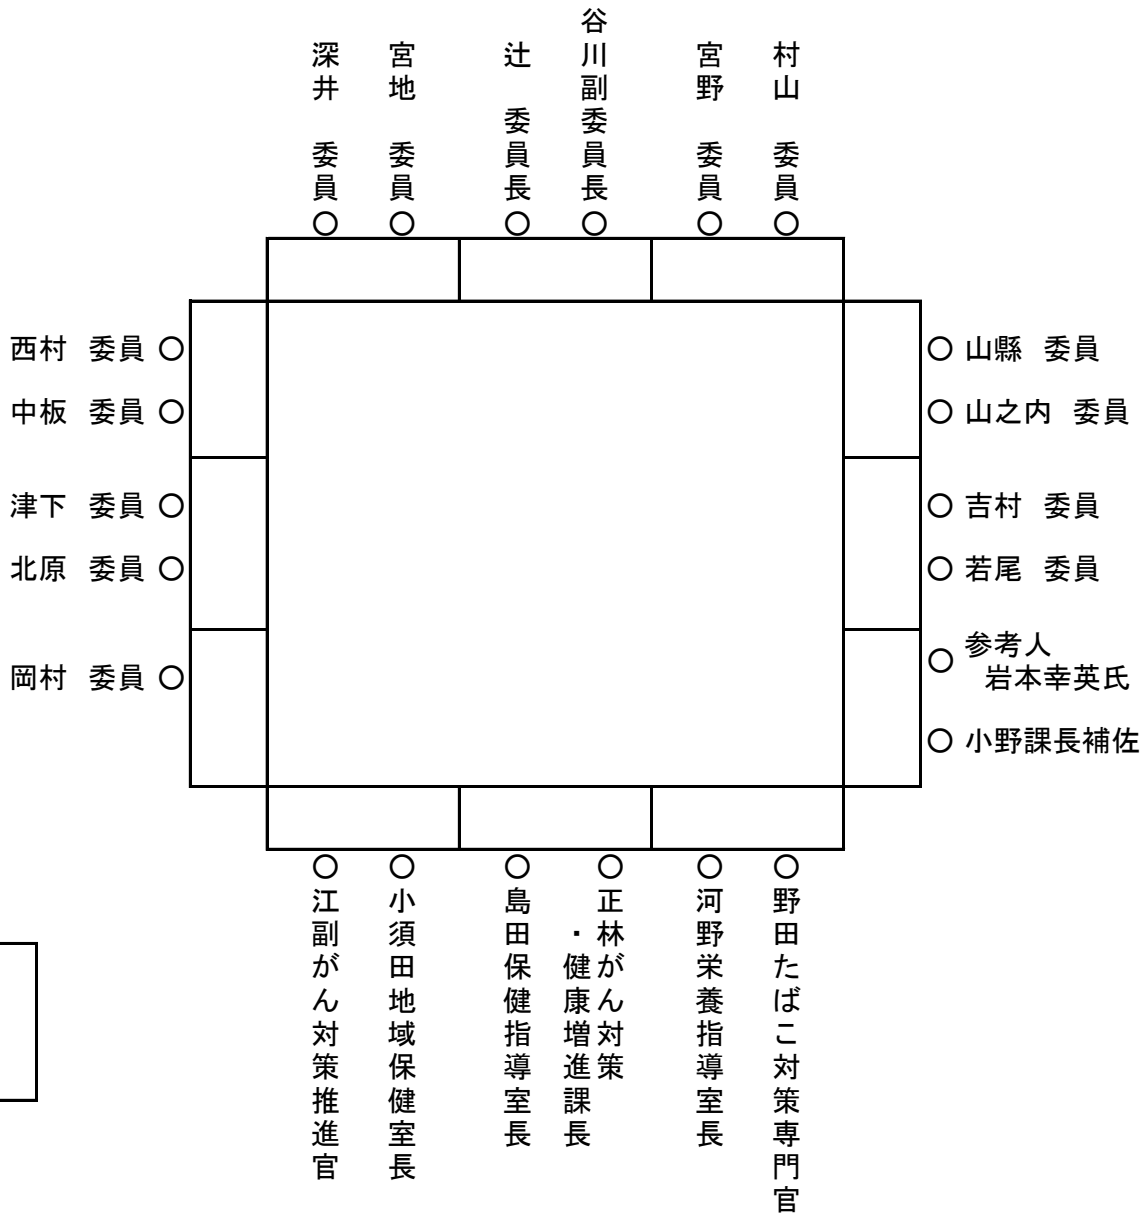 深井　委員
宮地　委員
辻　委員長
谷川副委員長
宮野　委員
村山　委員
西村　委員
中板　委員
津下　委員
北原　委員
岡村　委員
山縣　委員
山之内　委員
吉村　委員
若尾　委員
参考人
岩本幸英氏
小野課長補佐
江副がん対策推進官
小須田地域保健室長
島田保健指導室長
正林がん対策
・健康増進課長
河野栄養指導室長
野田たばこ対策専門官